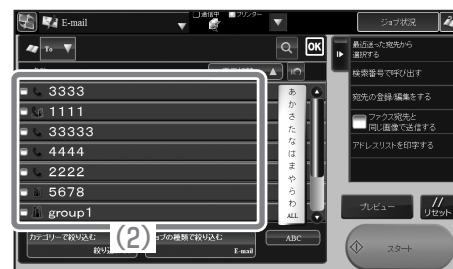 E-mail
通信中
プリンター
ジョブ状況
To
OK
最近送った宛先から
選択する
検索番号で呼び出す
宛先の登録/編集をする
ファクス宛先と
同じ画像で送信する
アドレスリストを印字する
3333
1111
33333
4444
2222
5678
group1
あ
か
さ
た
な
は
ま
や
ら
わ
ALL
(2)
カテゴリーで絞り込む
ジョブの種類で絞り込む
E-mail
ABC
プレビュー
リセット
スタート